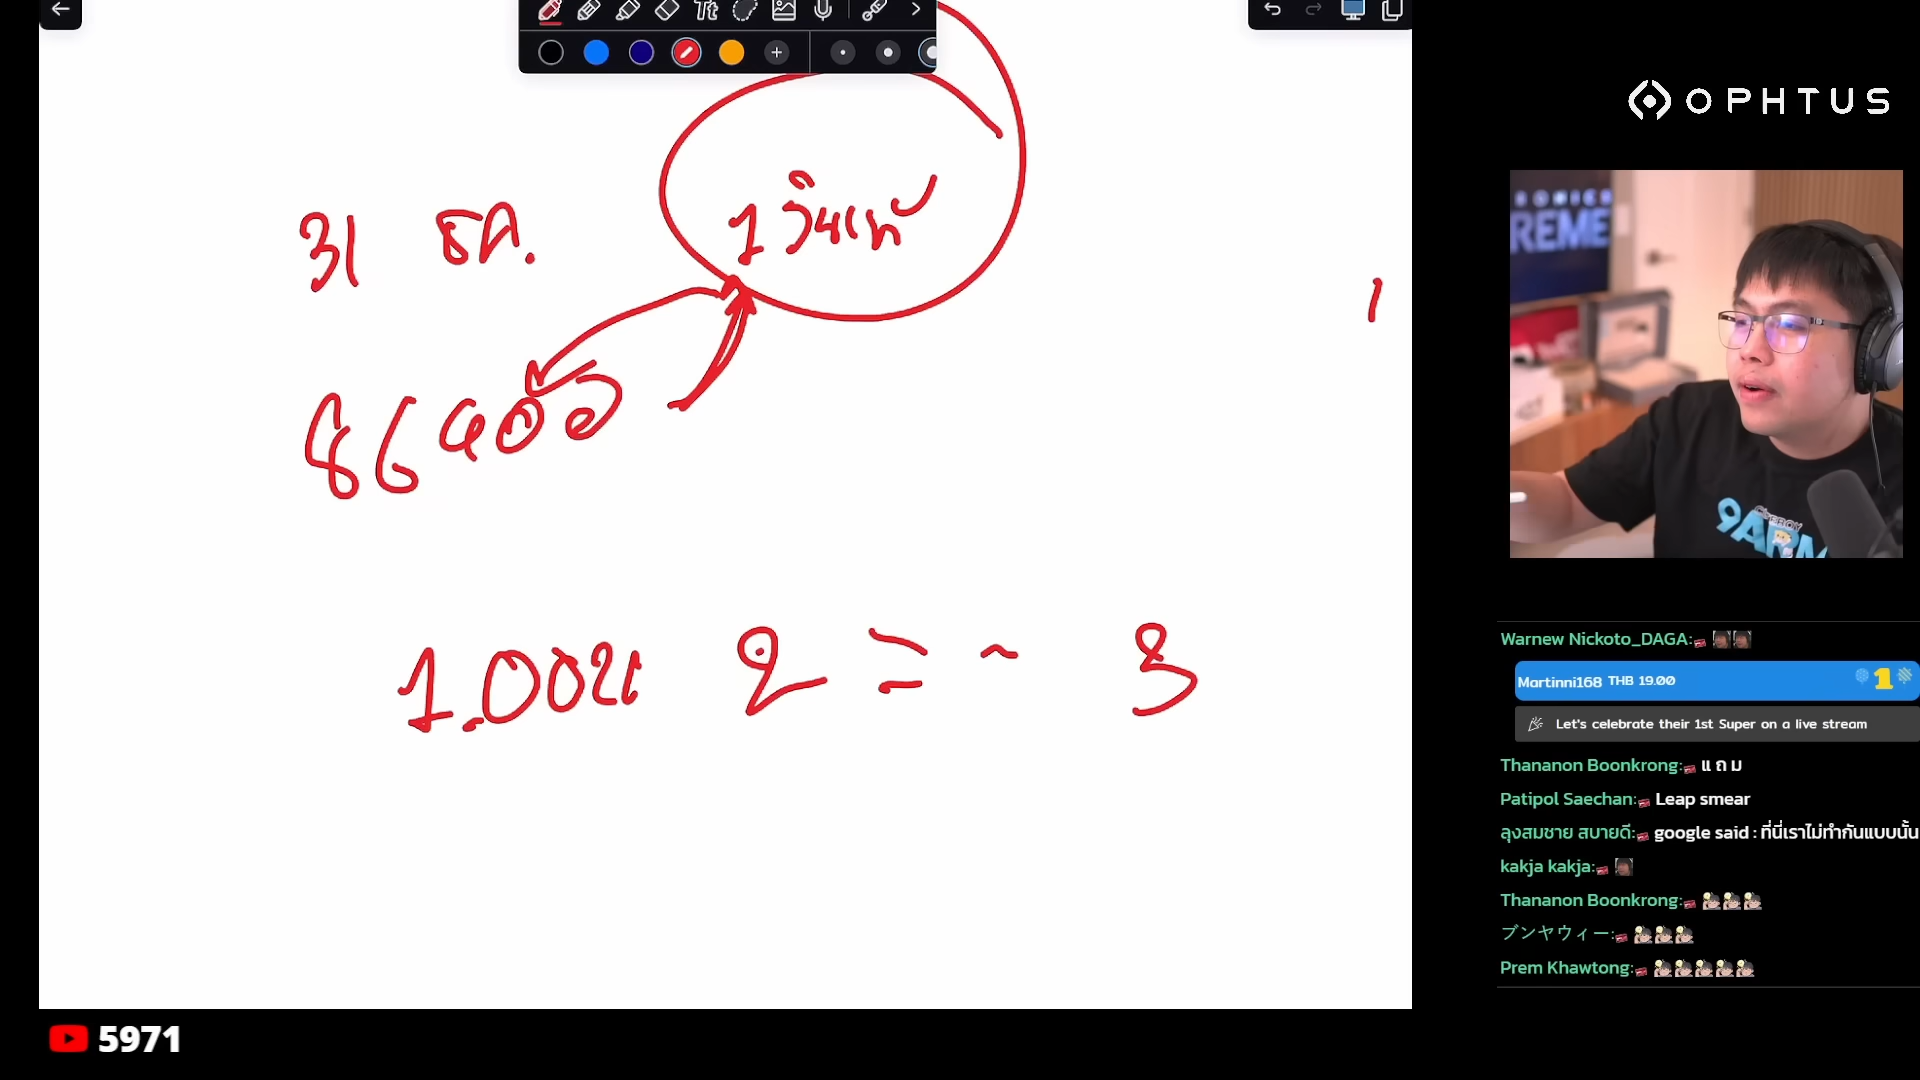 Tt
OPHTUS
1 วินาที
31 ธค.
86400
1
1.002
2 = ~ 3
REME
9ARM
Warnew Nickoto_DAGA:
Martinni168 THB 19.00 1
Let's celebrate their 1st Super on a live stream
Thananon Boonkrong: แ ถ ม
Patipol Saechan: Leap smear
ลุงสมชาย สบายดี: google said : ที่นี่เราไม่ทำกันแบบนั้น
kakja kakja:
Thananon Boonkrong:
ブンヤウィー:
Prem Khawtong:
5971